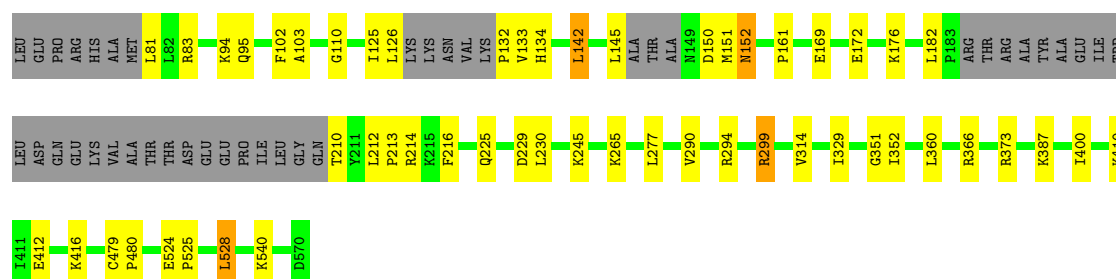 LEU GLU PRO ARG HIS ALA MET L81 L82 R83 K94 Q95 F102 A103 G110 I125 L126 LYS LYS ASN VAL LYS P132 V133 H134 L142 L145 ALA THR ALA N149 D150 M151 N152 P161 E169 E172 K176 L182 P183 ARG THR ARG ALA TYR ALA GLU ILE
LEU ASP GLN GLU LYS VAL ALA THR THR ASP GLU GLU PRO ILE LEU GLY GLN T210 Y211 L212 P213 R214 K215 F216 Q225 D229 L230 K245 K265 L277 V290 R294 R299 V314 I329 G351 I352 L360 R366 R373 K387 I400
I411 E412 K416 C479 P480 E524 P525 L528 K540 D570